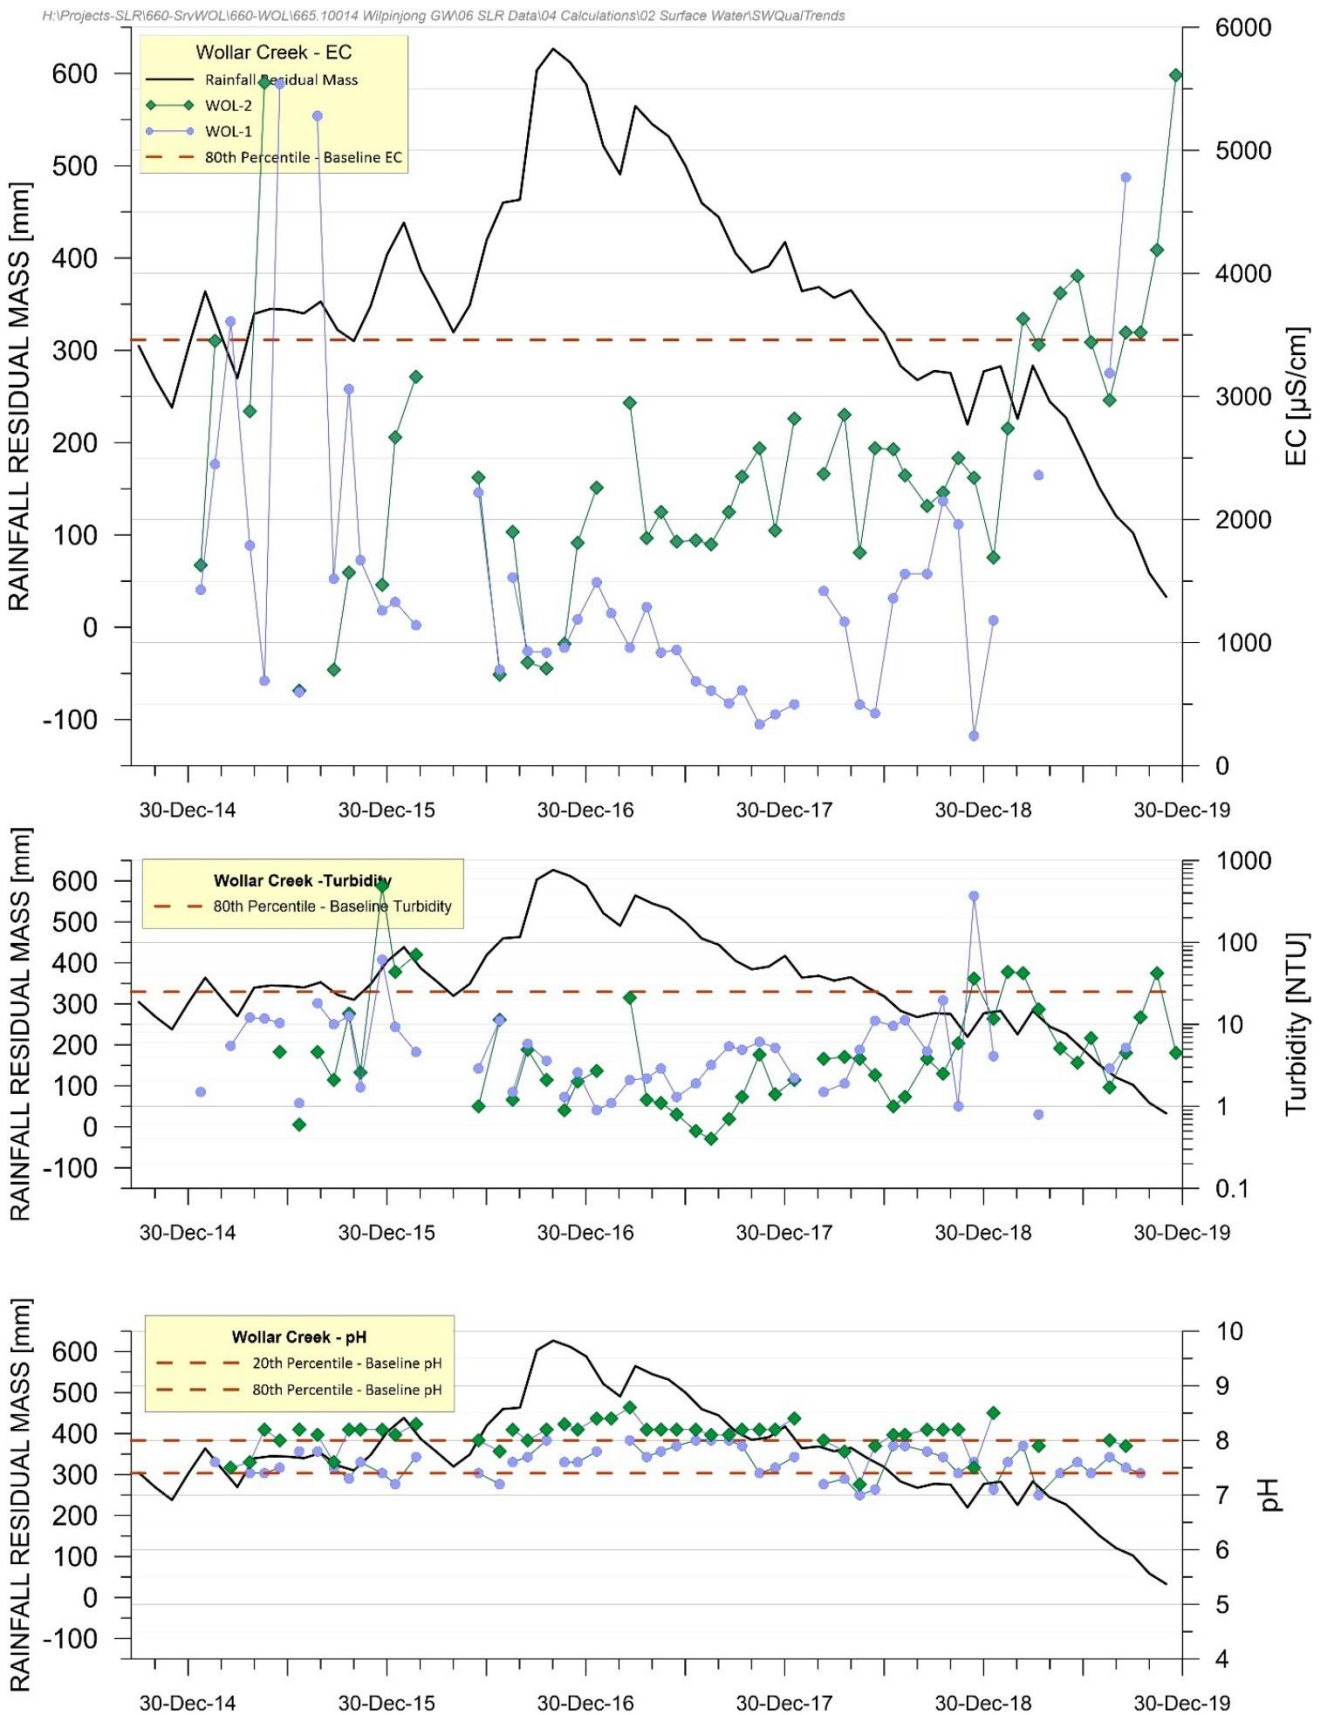 H:\Projects-SLR\660-SrvWOL\660-WOL\665.10014 Wilpinjong GW\06 SLR Data\04 Calculations\02 Surface Water\SWQualTrends
Wollar Creek - EC
Rainfall Residual Mass
WOL-2
WOL-1
80th Percentile - Baseline EC
RAINFALL RESIDUAL MASS [mm]
600
500
400
300
200
100
0
-100
6000
5000
4000
3000
2000
1000
0
EC [µS/cm]
30-Dec-14 30-Dec-15 30-Dec-16 30-Dec-17 30-Dec-18 30-Dec-19
Wollar Creek -Turbidity
80th Percentile - Baseline Turbidity
RAINFALL RESIDUAL MASS [mm]
600
500
400
300
200
100
0
-100
1000
100
10
1
0.1
Turbidity [NTU]
30-Dec-14 30-Dec-15 30-Dec-16 30-Dec-17 30-Dec-18 30-Dec-19
Wollar Creek - pH
20th Percentile - Baseline pH
80th Percentile - Baseline pH
RAINFALL RESIDUAL MASS [mm]
600
500
400
300
200
100
0
-100
10
9
8
7
6
5
4
pH
30-Dec-14 30-Dec-15 30-Dec-16 30-Dec-17 30-Dec-18 30-Dec-19